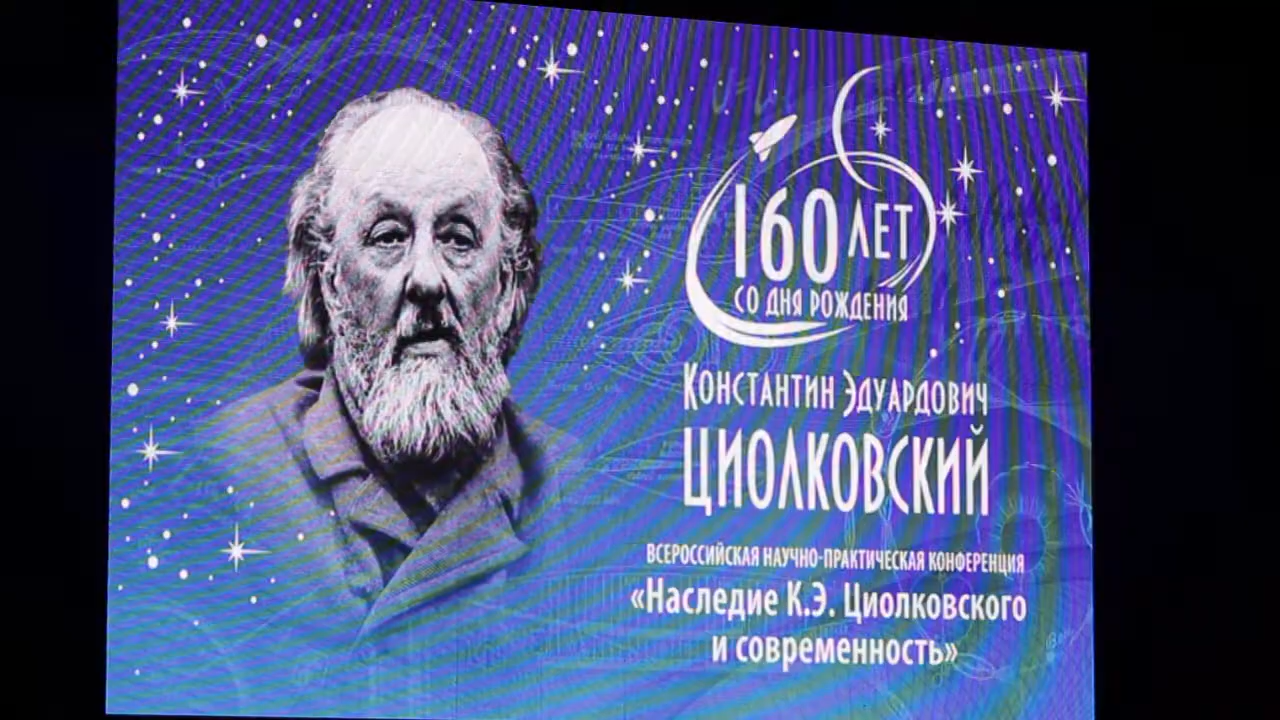 160 ЛЕТ
СО ДНЯ РОЖДЕНИЯ
КОНСТАНТИН ЭДУАРДОВИЧ
ЦИОЛКОВСКИЙ
ВСЕРОССИЙСКАЯ НАУЧНО-ПРАКТИЧЕСКАЯ КОНФЕРЕНЦИЯ
«Наследие К.Э. Циолковского
и современность»